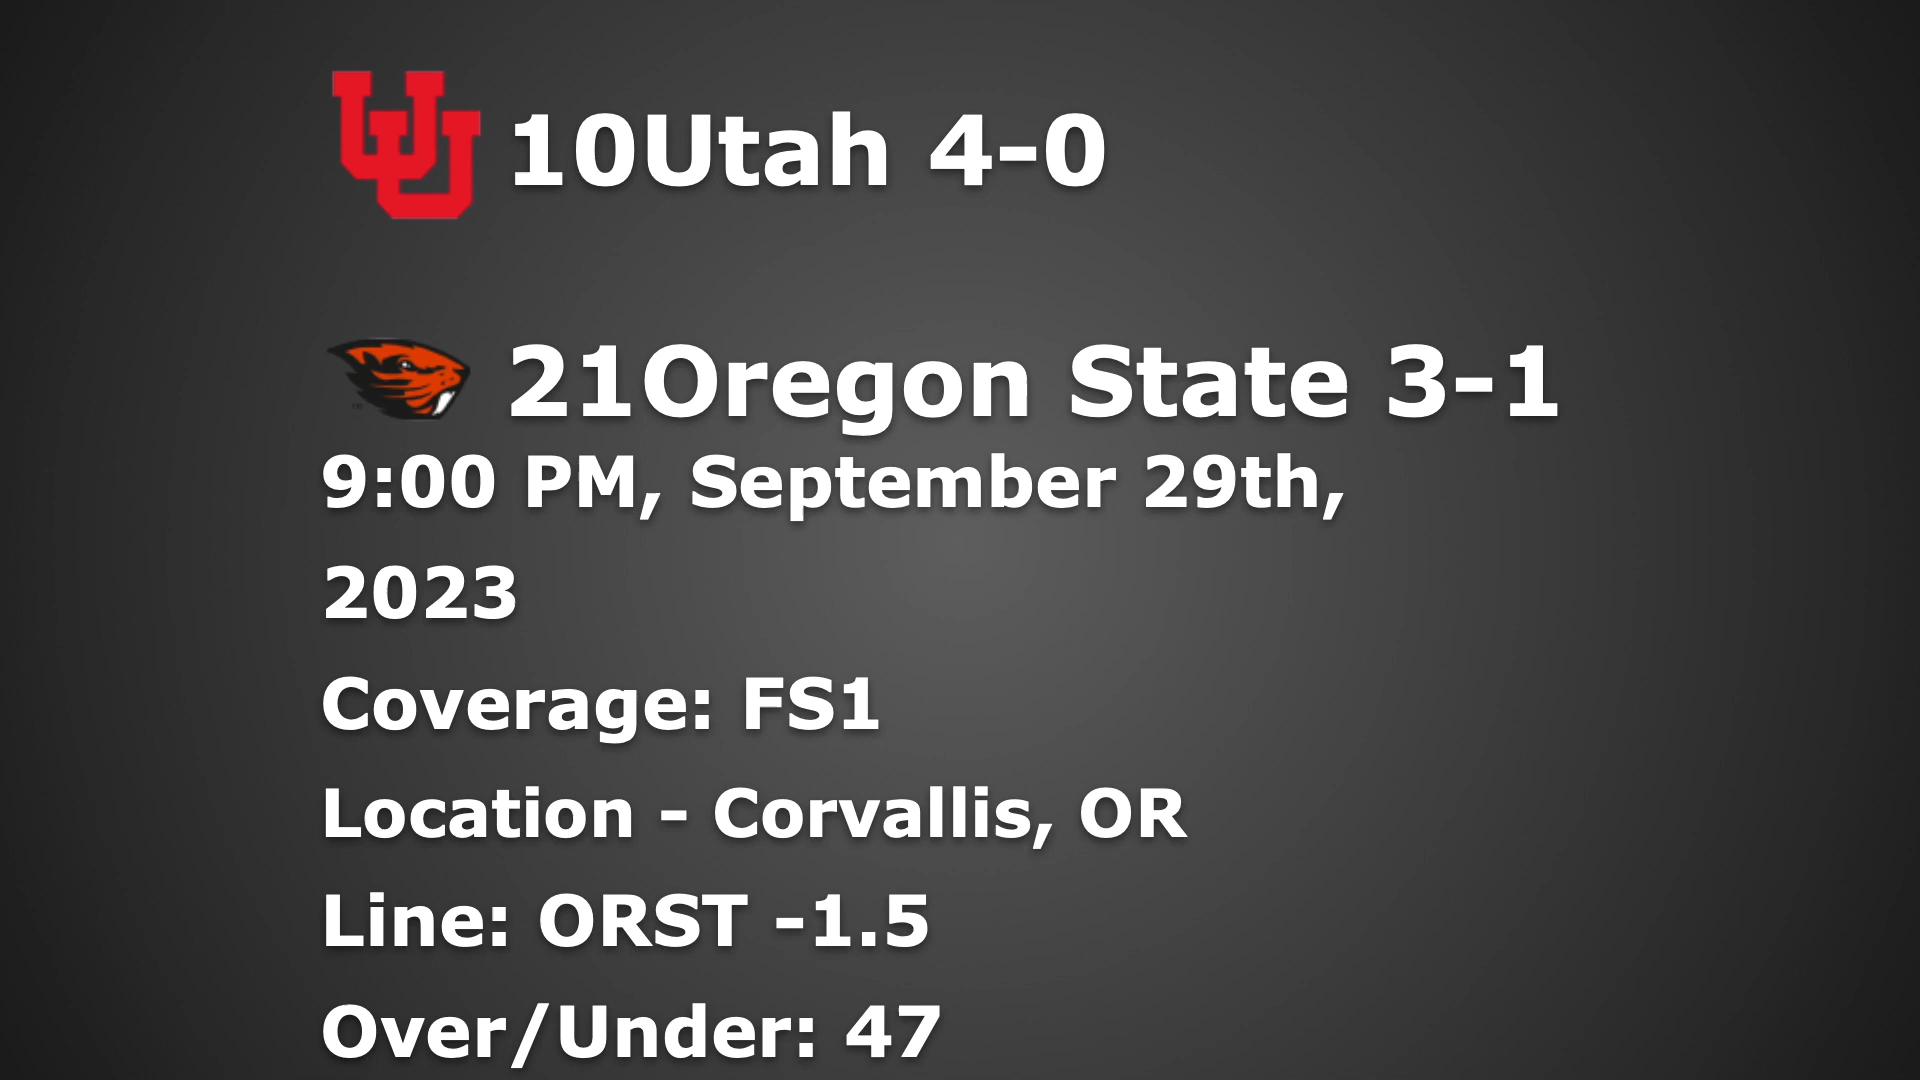 10Utah 4-0
21Oregon State 3-1
9:00 PM, September 29th,
2023
Coverage: FS1
Location - Corvallis, OR
Line: ORST -1.5
Over/Under: 47